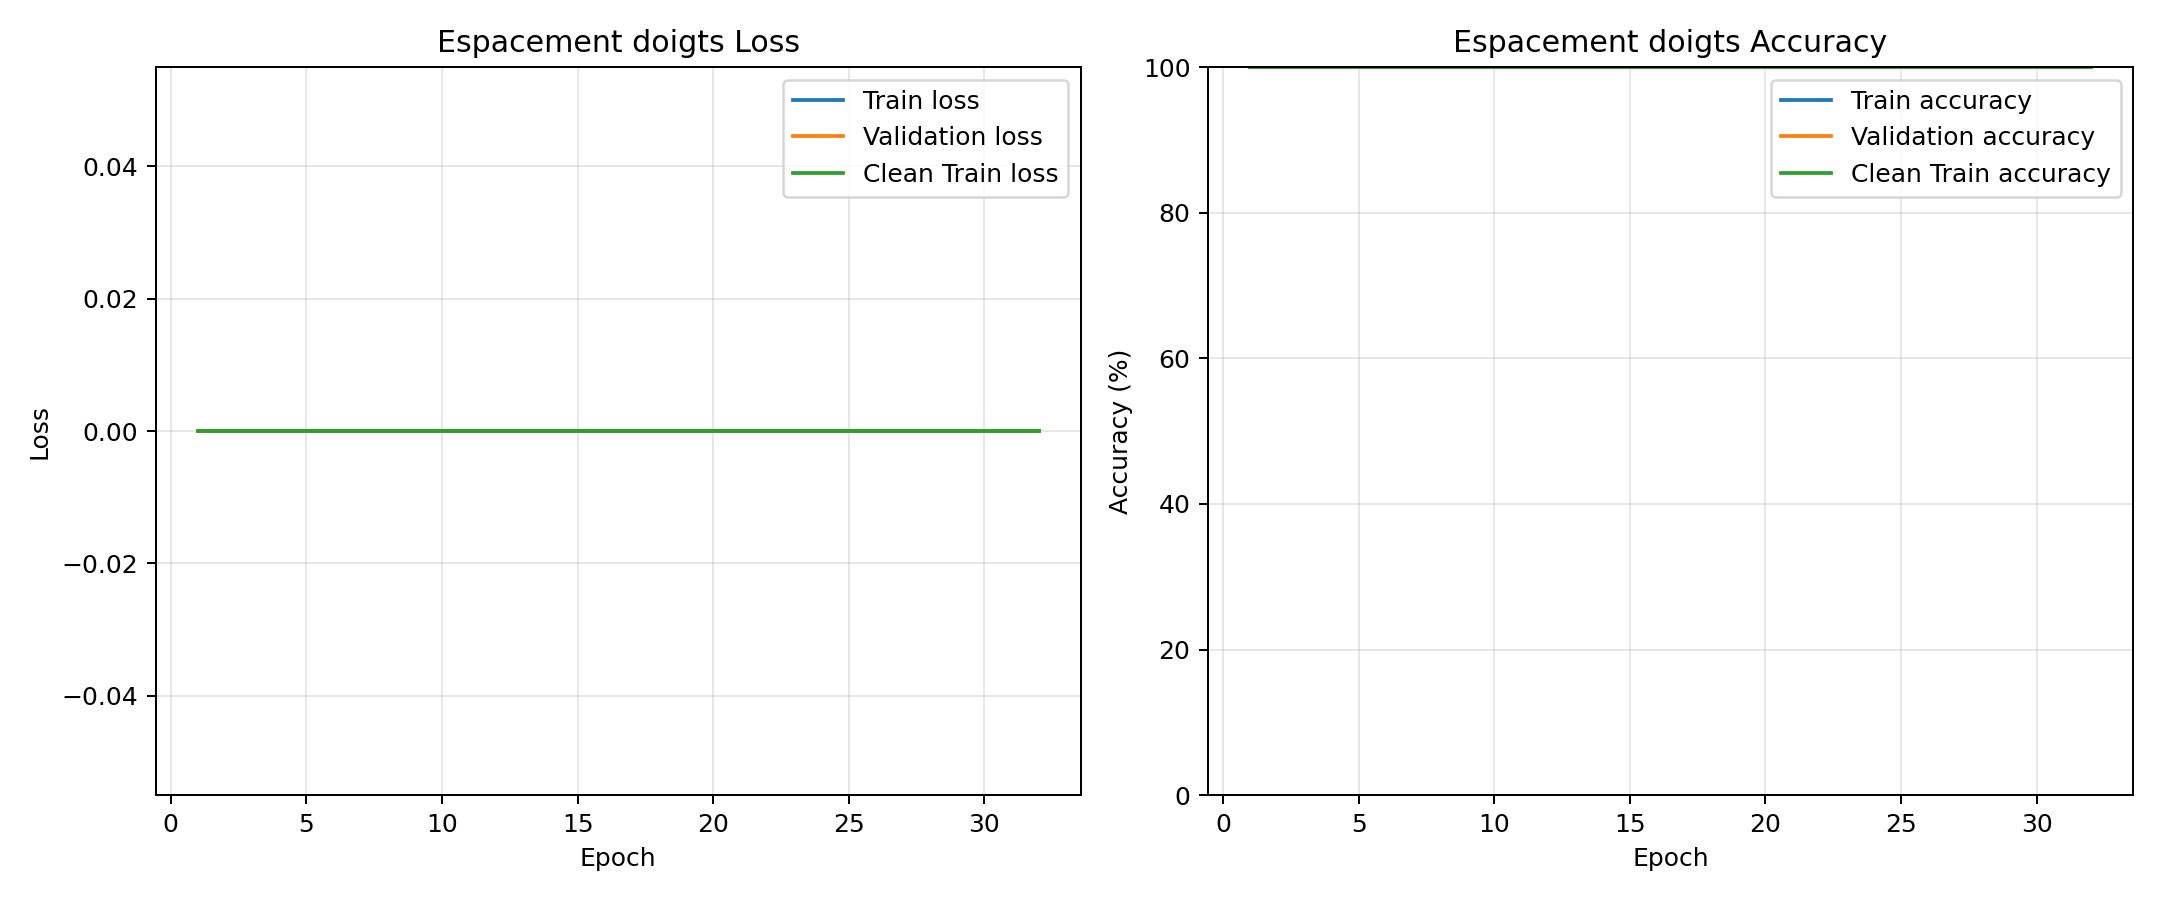 Espacement doigts Loss
Train loss
Validation loss
Clean Train loss
0.04
0.02
0.00
−0.02
−0.04
Loss
0 5 10 15 20 25 30
Epoch
Espacement doigts Accuracy
Train accuracy
Validation accuracy
Clean Train accuracy
100
80
60
40
20
0
Accuracy (%)
0 5 10 15 20 25 30
Epoch